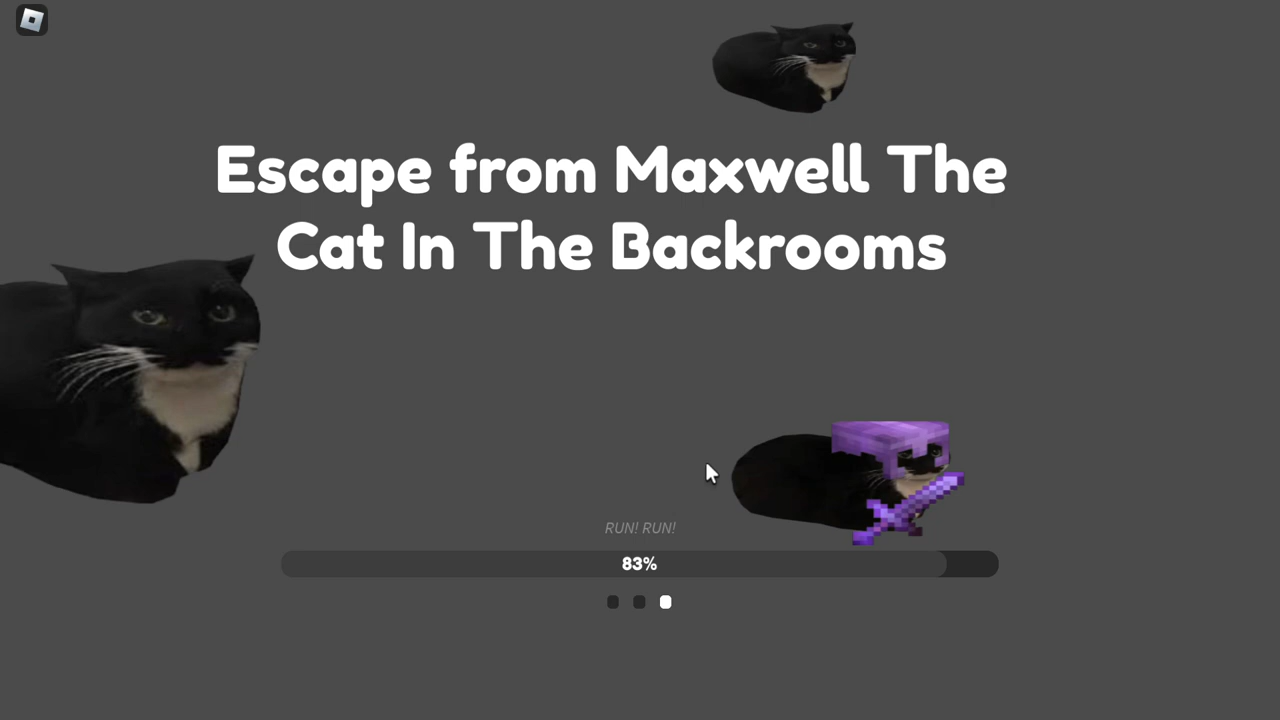 Escape from Maxwell The
Cat In The Backrooms
RUN! RUN!
83%